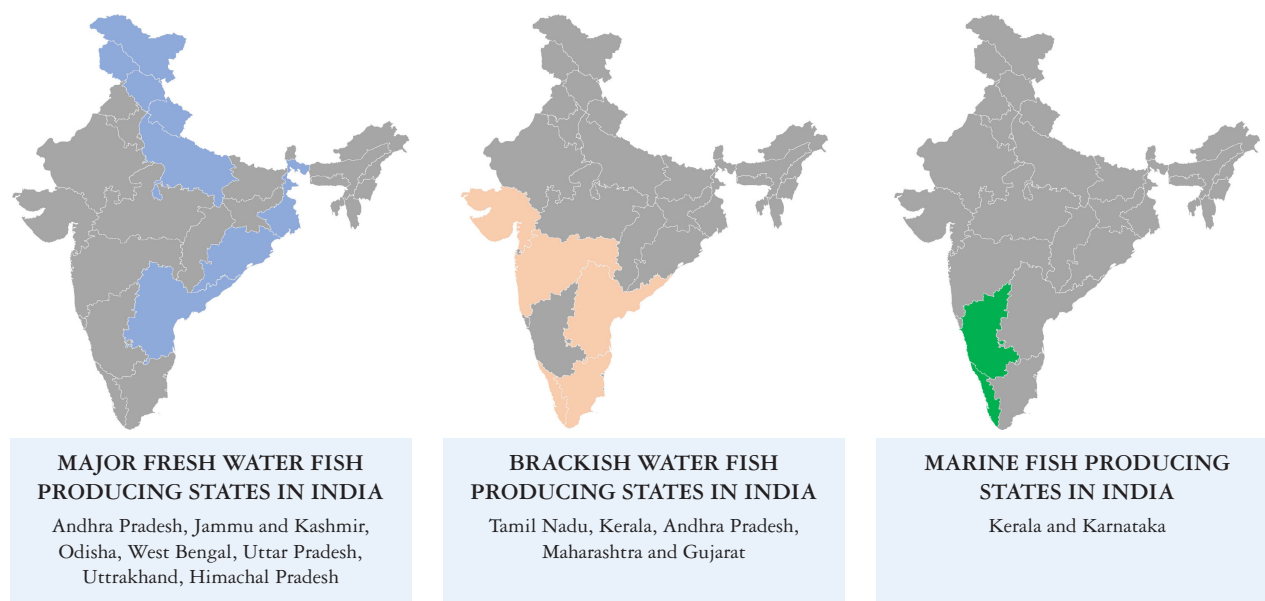 MAJOR FRESH WATER FISH
PRODUCING STATES IN INDIA
Andhra Pradesh, Jammu and Kashmir,
Odisha, West Bengal, Uttar Pradesh,
Uttrakhand, Himachal Pradesh
BRACKISH WATER FISH
PRODUCING STATES IN INDIA
Tamil Nadu, Kerala, Andhra Pradesh,
Maharashtra and Gujarat
MARINE FISH PRODUCING
STATES IN INDIA
Kerala and Karnataka